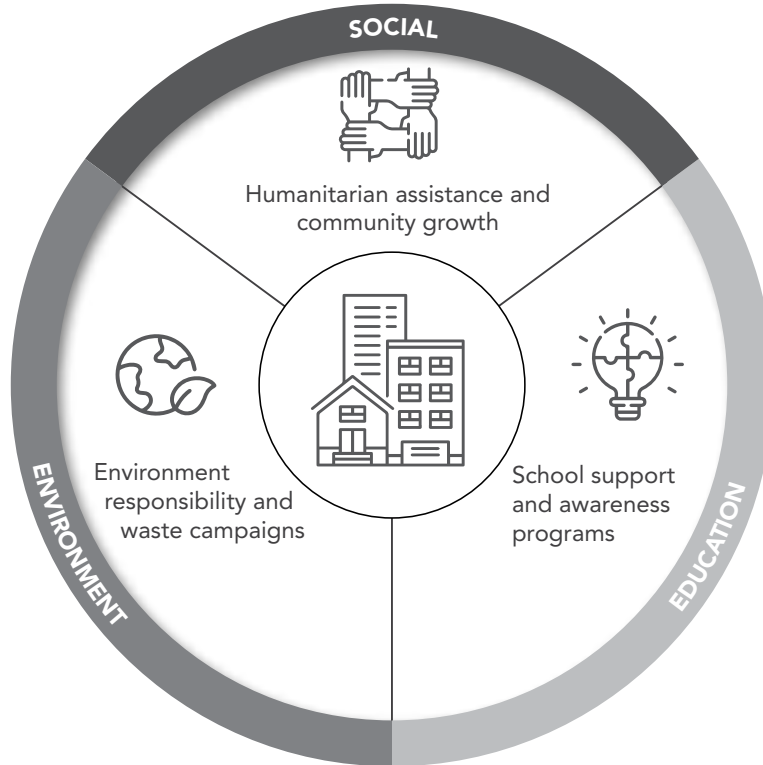 SOCIAL
Humanitarian assistance and
community growth
ENVIRONMENT
Environment
responsibility and
waste campaigns
EDUCATION
School support
and awareness
programs